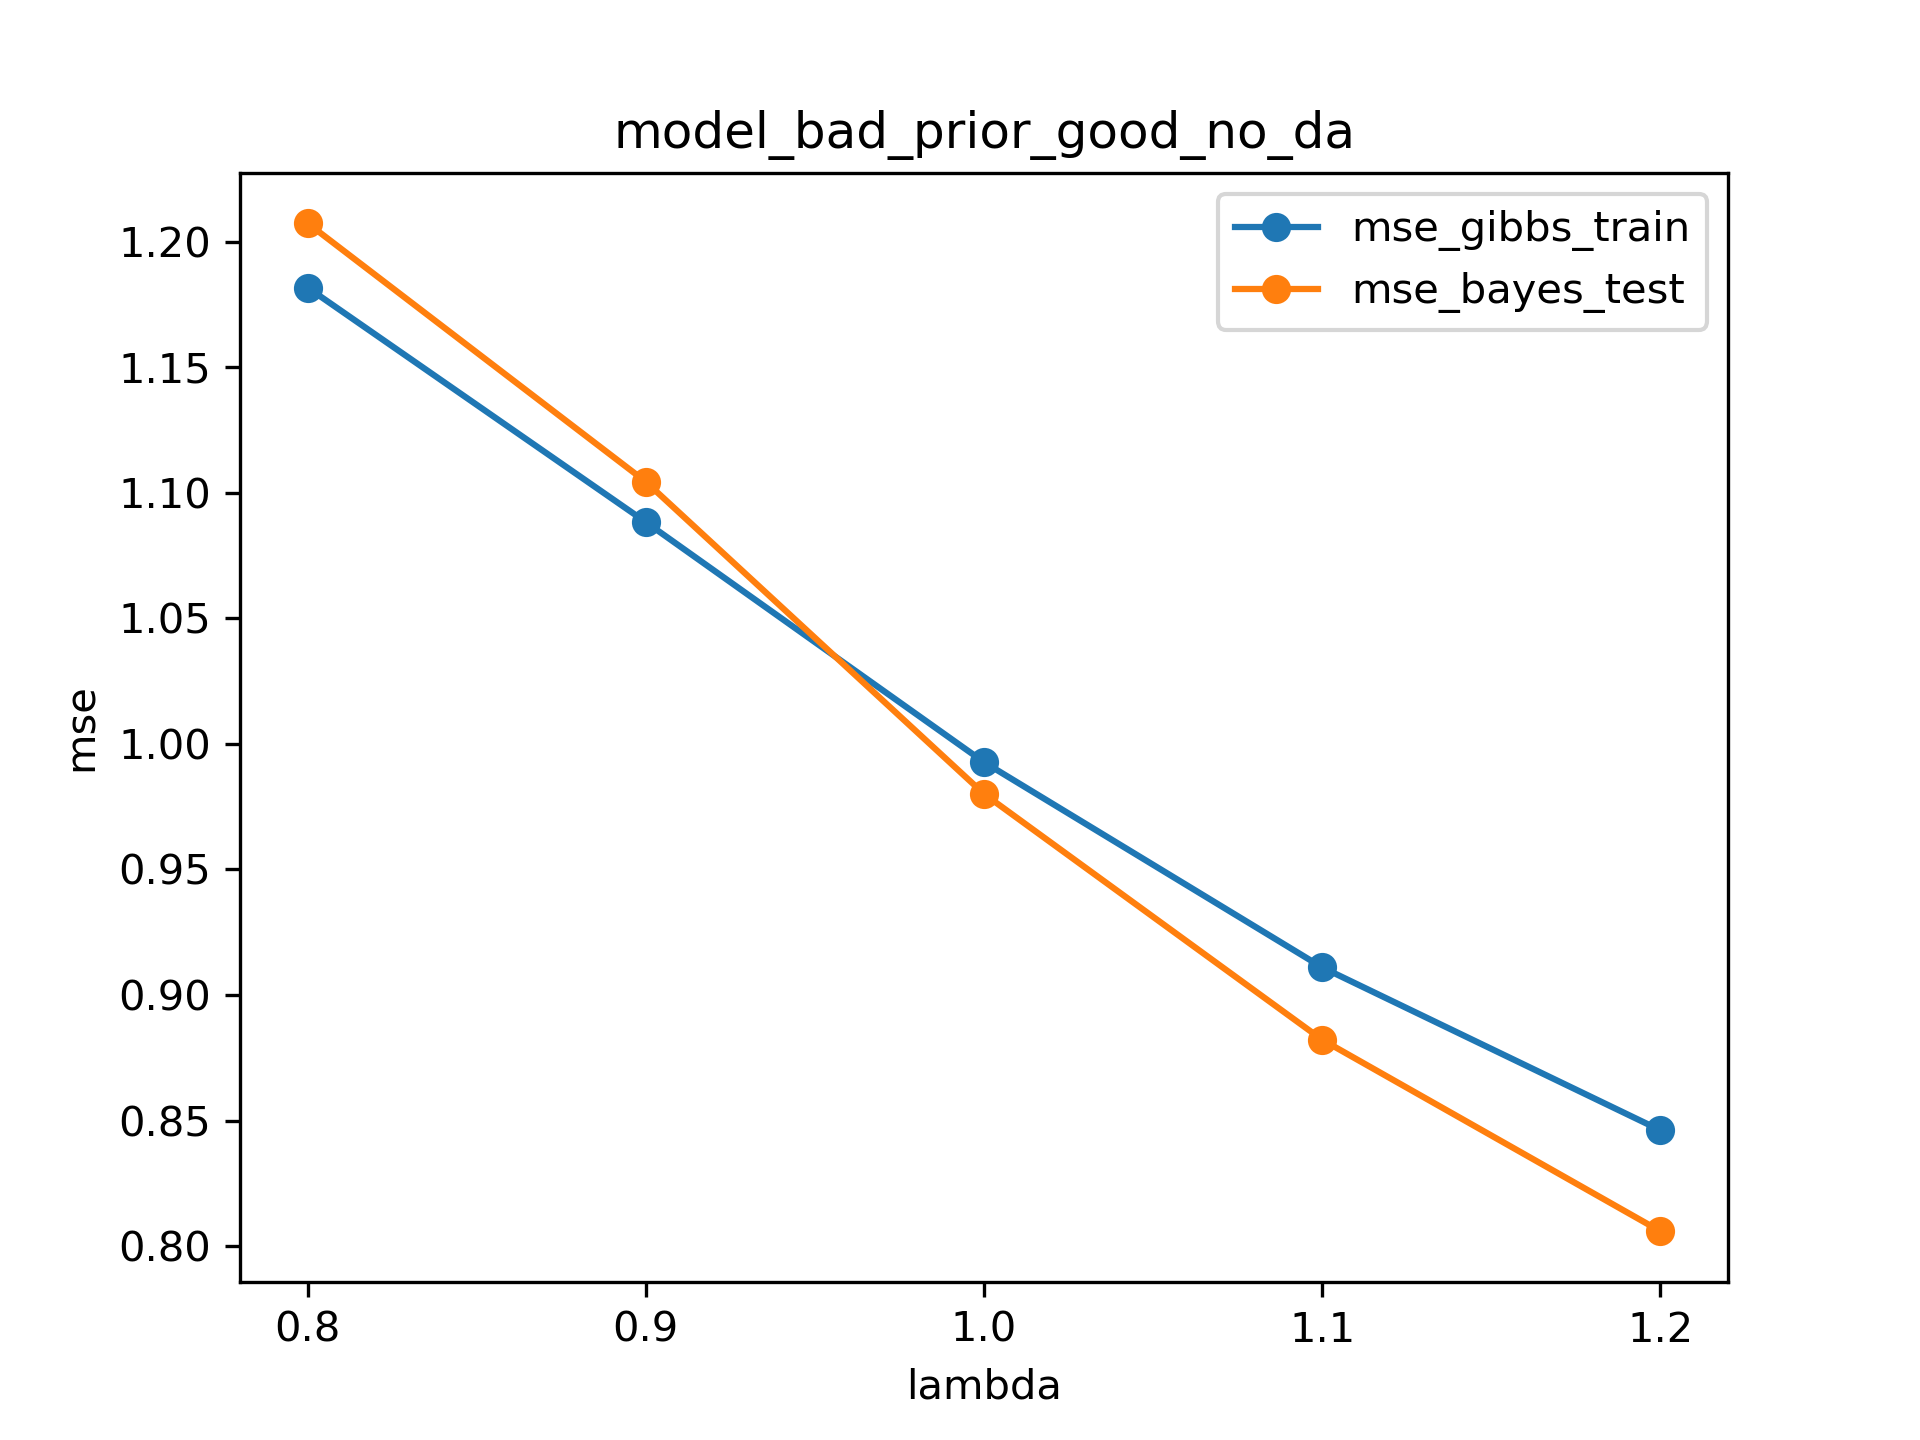 model_bad_prior_good_no_da
mse_gibbs_train
mse_bayes_test
mse
1.20
1.15
1.10
1.05
1.00
0.95
0.90
0.85
0.80
0.8 0.9 1.0 1.1 1.2
lambda